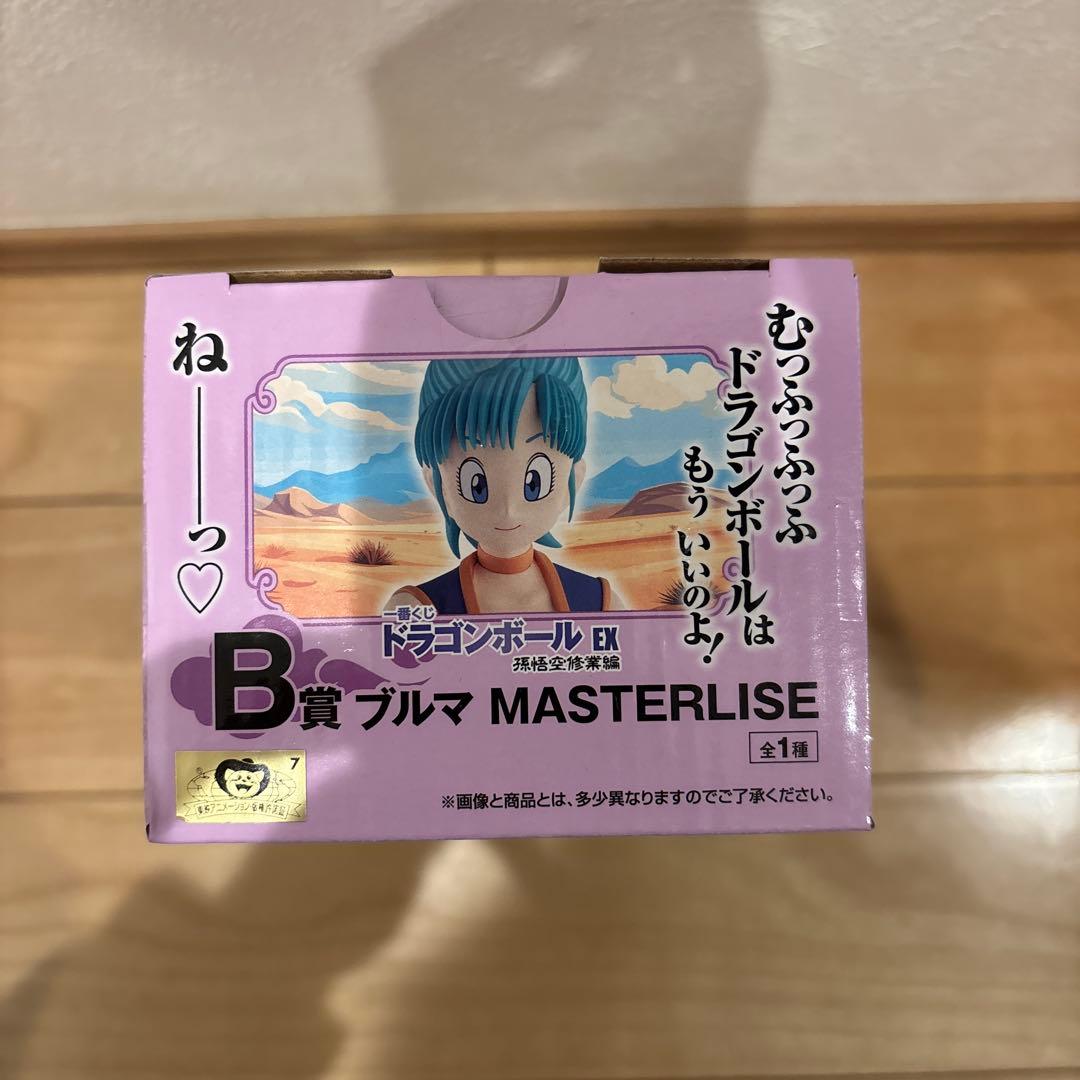 むっふっふっふ
ドラゴンボールは
もう いいのよ!
ね――っ♡
一番くじ
ドラゴンボール EX
孫悟空修業編
B賞 ブルマ MASTERLISE
全1種
7
※画像と商品とは、多少異なりますのでご了承ください。